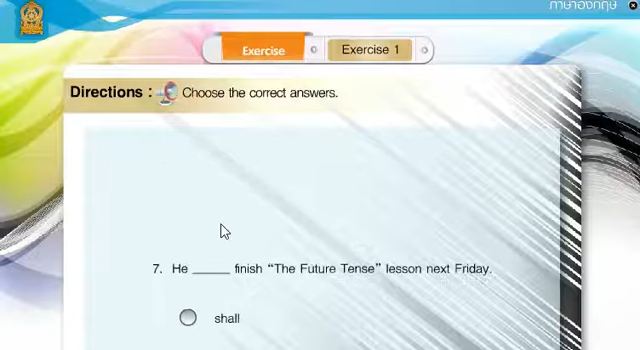 ภาษาอังกฤษ
Exercise
Exercise 1
Directions : Choose the correct answers.
7. He _____ finish “The Future Tense” lesson next Friday.
shall